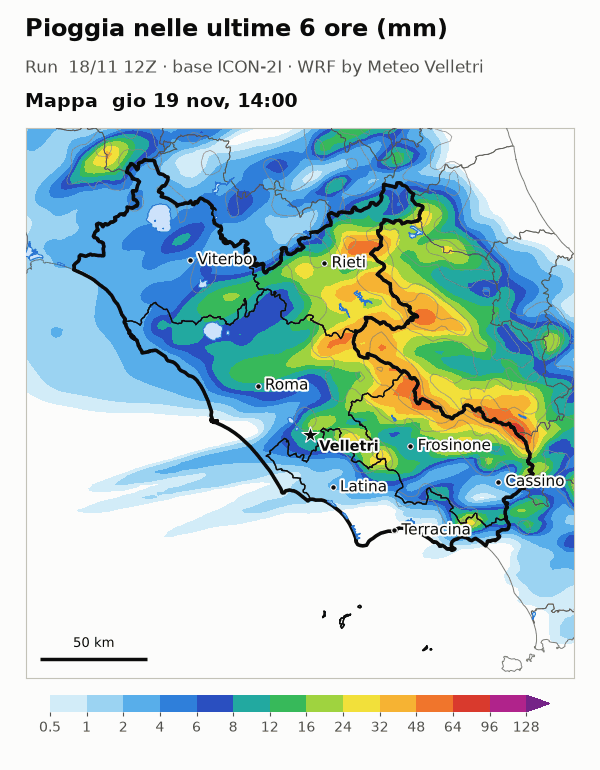 Pioggia nelle ultime 6 ore (mm)
Run  18/11 12Z · base ICON-2I · WRF by Meteo Velletri
Mappa  gio 19 nov, 14:00
Viterbo
Rieti
Roma
Velletri
Frosinone
Cassino
Latina
Terracina
50 km
0.5 1 2 4 6 8 12 16 24 32 48 64 96 128